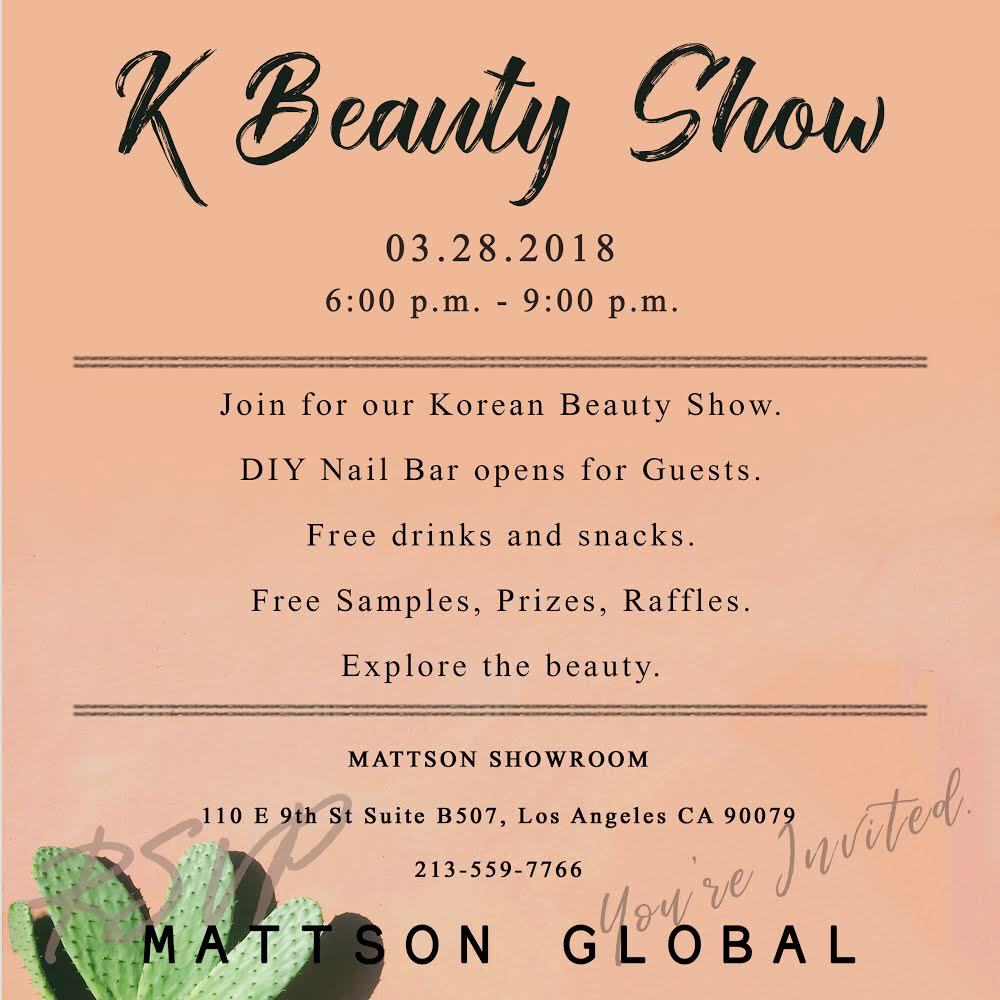 K Beauty Show
03.28.2018
6:00 p.m. - 9:00 p.m.
Join for our Korean Beauty Show.
DIY Nail Bar opens for Guests.
Free drinks and snacks.
Free Samples, Prizes, Raffles.
Explore the beauty.
MATTSON SHOWROOM
110 E 9th St Suite B507, Los Angeles CA 90079
213-559-7766
RSVP
You're Invited.
MATTSON GLOBAL